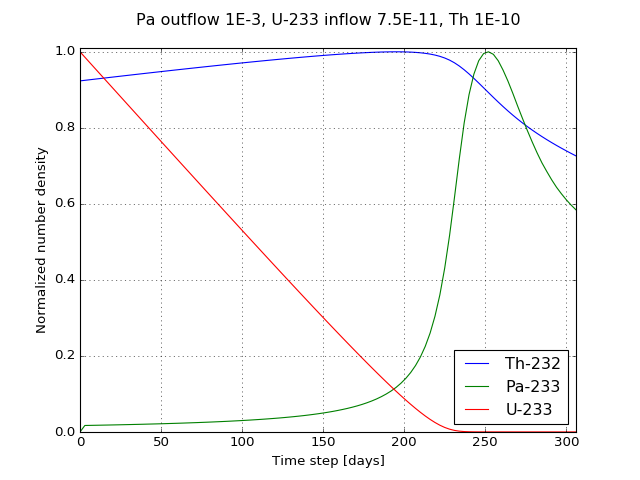 Pa outflow 1E-3, U-233 inflow 7.5E-11, Th 1E-10
Normalized number density
1.0
0.8
0.6
0.4
0.2
0.0
Th-232
Pa-233
U-233
0 50 100 150 200 250 300
Time step [days]